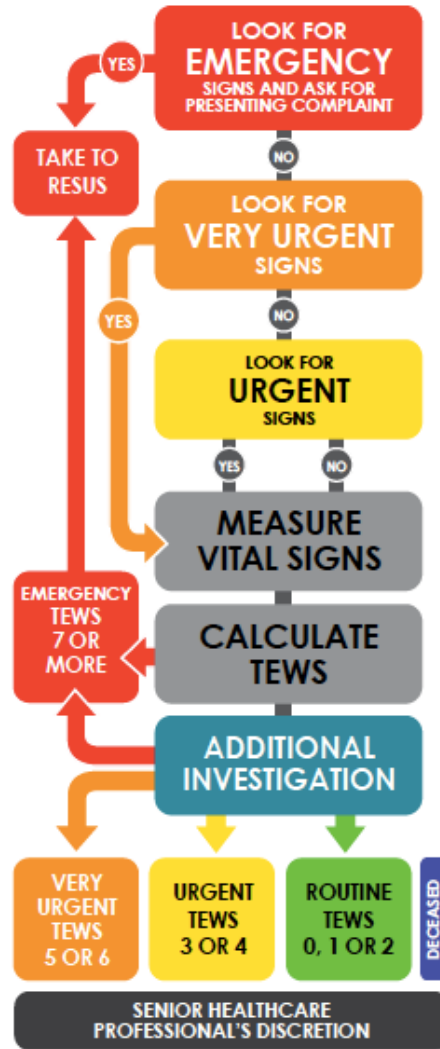 LOOK FOR
EMERGENCY
SIGNS AND ASK FOR
PRESENTING COMPLAINT
YES
TAKE TO
RESUS
NO
LOOK FOR
VERY URGENT
SIGNS
YES
NO
LOOK FOR
URGENT
SIGNS
YES
NO
MEASURE
VITAL SIGNS
EMERGENCY
TEWS
7 OR
MORE
CALCULATE
TEWS
ADDITIONAL
INVESTIGATION
VERY
URGENT
TEWS
5 OR 6
URGENT
TEWS
3 OR 4
ROUTINE
TEWS
0, 1 OR 2
DECEASED
SENIOR HEALTHCARE
PROFESSIONAL'S DISCRETION